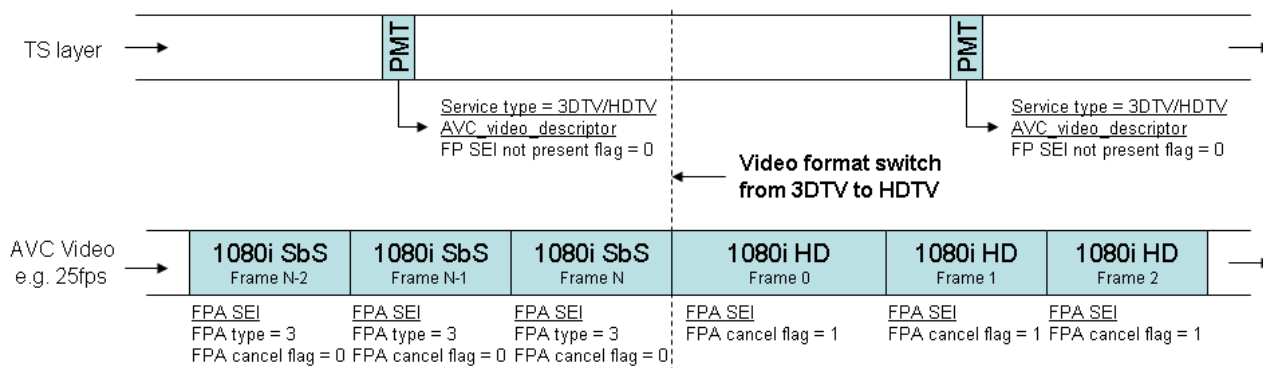 TS layer
PMT
PMT
Service type = 3DTV/HDTV
AVC_video_descriptor
FP SEI not present flag = 0
Service type = 3DTV/HDTV
AVC_video_descriptor
FP SEI not present flag = 0
Video format switch
from 3DTV to HDTV
AVC Video
e.g. 25fps
1080i SbS
Frame N-2
1080i SbS
Frame N-1
1080i SbS
Frame N
1080i HD
Frame 0
1080i HD
Frame 1
1080i HD
Frame 2
FPA SEI
FPA type = 3
FPA cancel flag = 0
FPA SEI
FPA type = 3
FPA cancel flag = 0
FPA SEI
FPA type = 3
FPA cancel flag = 0
FPA SEI
FPA cancel flag = 1
FPA SEI
FPA cancel flag = 1
FPA SEI
FPA cancel flag = 1